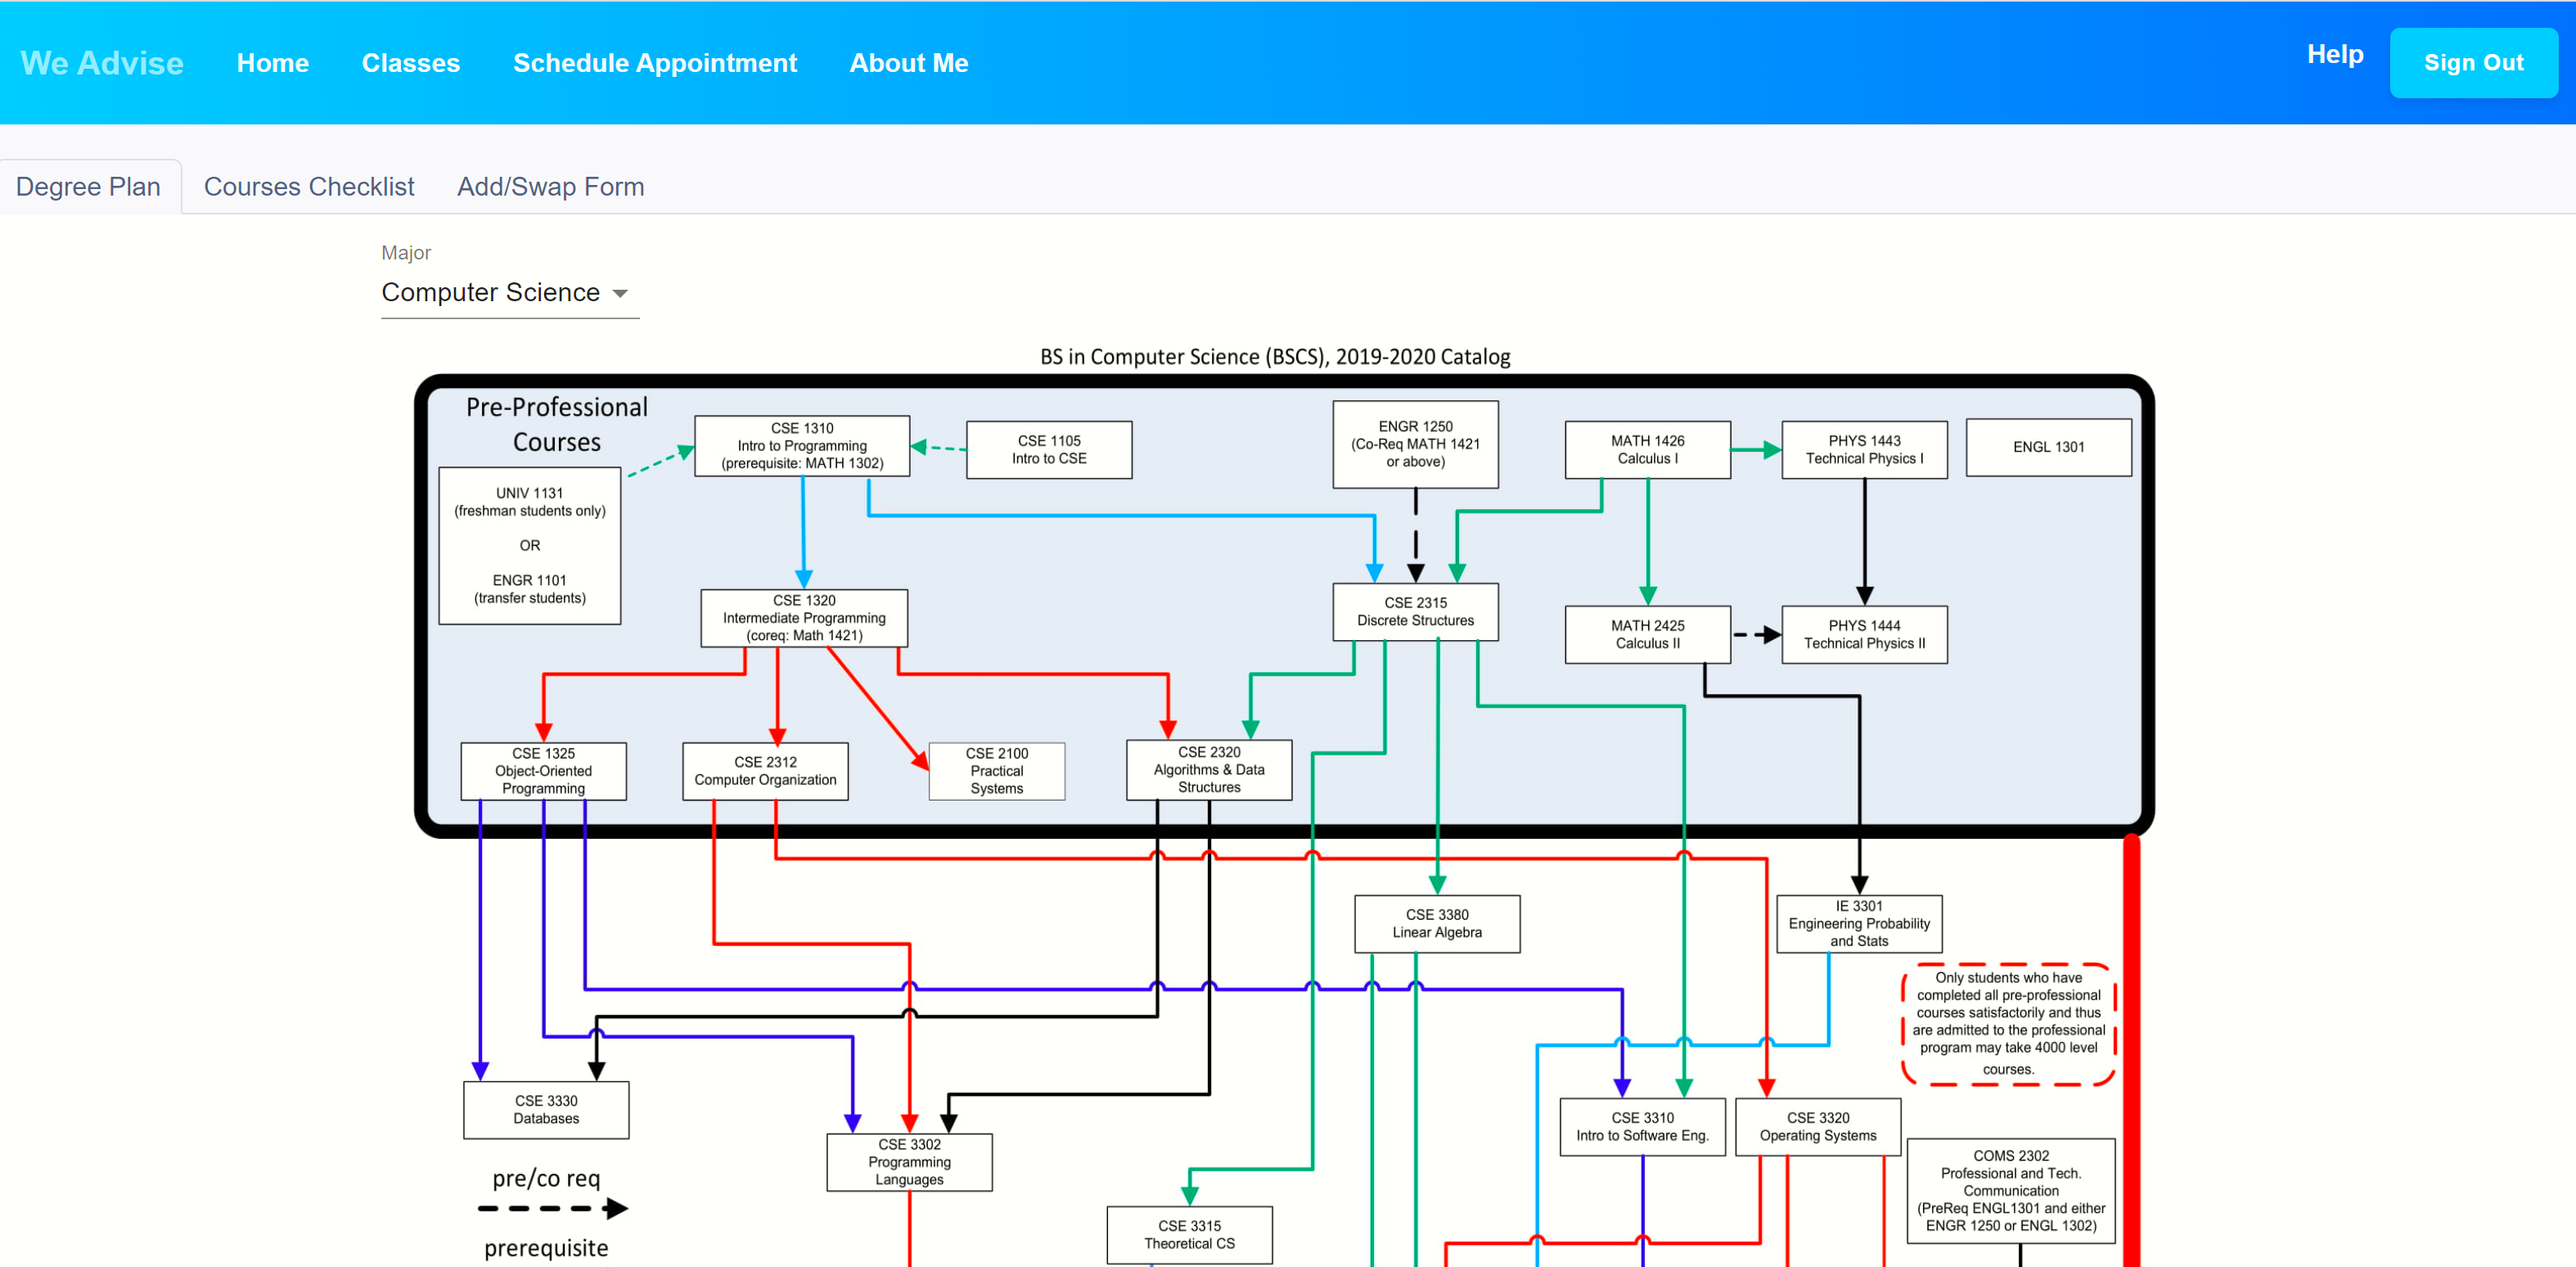 We Advise
Home
Classes
Schedule Appointment
About Me
Help
Sign Out
Degree Plan
Courses Checklist
Add/Swap Form
Major
Computer Science
BS in Computer Science (BSCS), 2019-2020 Catalog
Pre-Professional
Courses
CSE 1310
Intro to Programming
(prerequisite: MATH 1302)
CSE 1105
Intro to CSE
ENGR 1250
(Co-Req MATH 1421
or above)
MATH 1426
Calculus I
PHYS 1443
Technical Physics I
ENGL 1301
UNIV 1131
(freshman students only)
OR
ENGR 1101
(transfer students)
CSE 1320
Intermediate Programming
(coreq: Math 1421)
CSE 2315
Discrete Structures
MATH 2425
Calculus II
PHYS 1444
Technical Physics II
CSE 1325
Object-Oriented
Programming
CSE 2312
Computer Organization
CSE 2100
Practical
Systems
CSE 2320
Algorithms & Data
Structures
CSE 3380
Linear Algebra
IE 3301
Engineering Probability
and Stats
Only students who have
completed all pre-professional
courses satisfactorily and thus
are admitted to the professional
program may take 4000 level
courses.
CSE 3330
Databases
CSE 3302
Programming
Languages
CSE 3310
Intro to Software Eng.
CSE 3320
Operating Systems
COMS 2302
Professional and Tech.
Communication
(PreReq ENGL1301 and either
ENGR 1250 or ENGL 1302)
pre/co req
prerequisite
CSE 3315
Theoretical CS